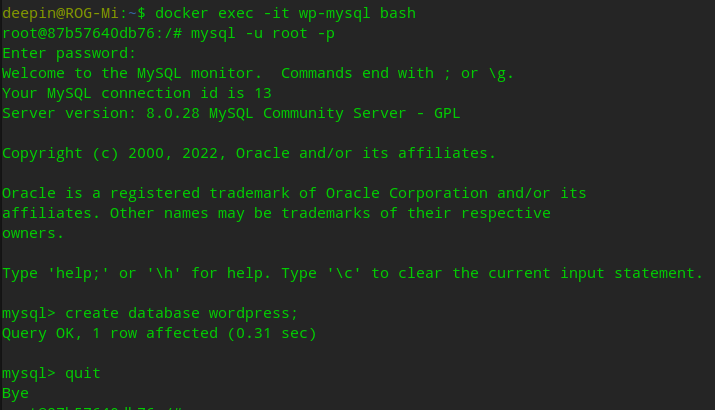 deepin@ROG-Mi:~$ docker exec -it wp-mysql bash
root@87b57640db76:/# mysql -u root -p
Enter password:
Welcome to the MySQL monitor.  Commands end with ; or \g.
Your MySQL connection id is 13
Server version: 8.0.28 MySQL Community Server - GPL

Copyright (c) 2000, 2022, Oracle and/or its affiliates.

Oracle is a registered trademark of Oracle Corporation and/or its
affiliates. Other names may be trademarks of their respective
owners.

Type 'help;' or '\h' for help. Type '\c' to clear the current input statement.

mysql> create database wordpress;
Query OK, 1 row affected (0.31 sec)

mysql> quit
Bye